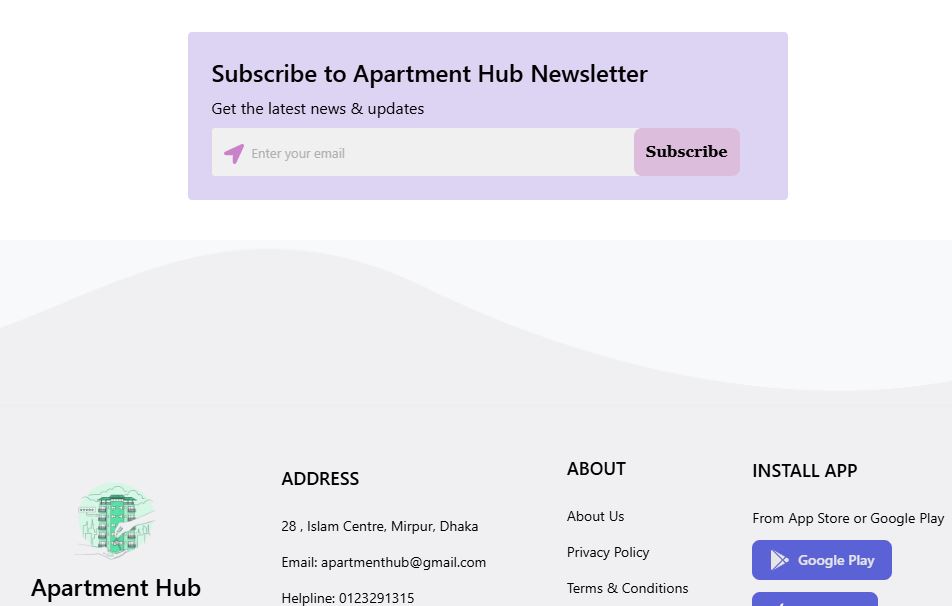 Subscribe to Apartment Hub Newsletter
Get the latest news & updates
Enter your email
Subscribe
Apartment Hub
ADDRESS
28 , Islam Centre, Mirpur, Dhaka
Email: apartmenthub@gmail.com
Helpline: 0123291315
ABOUT
About Us
Privacy Policy
Terms & Conditions
INSTALL APP
From App Store or Google Play
Google Play